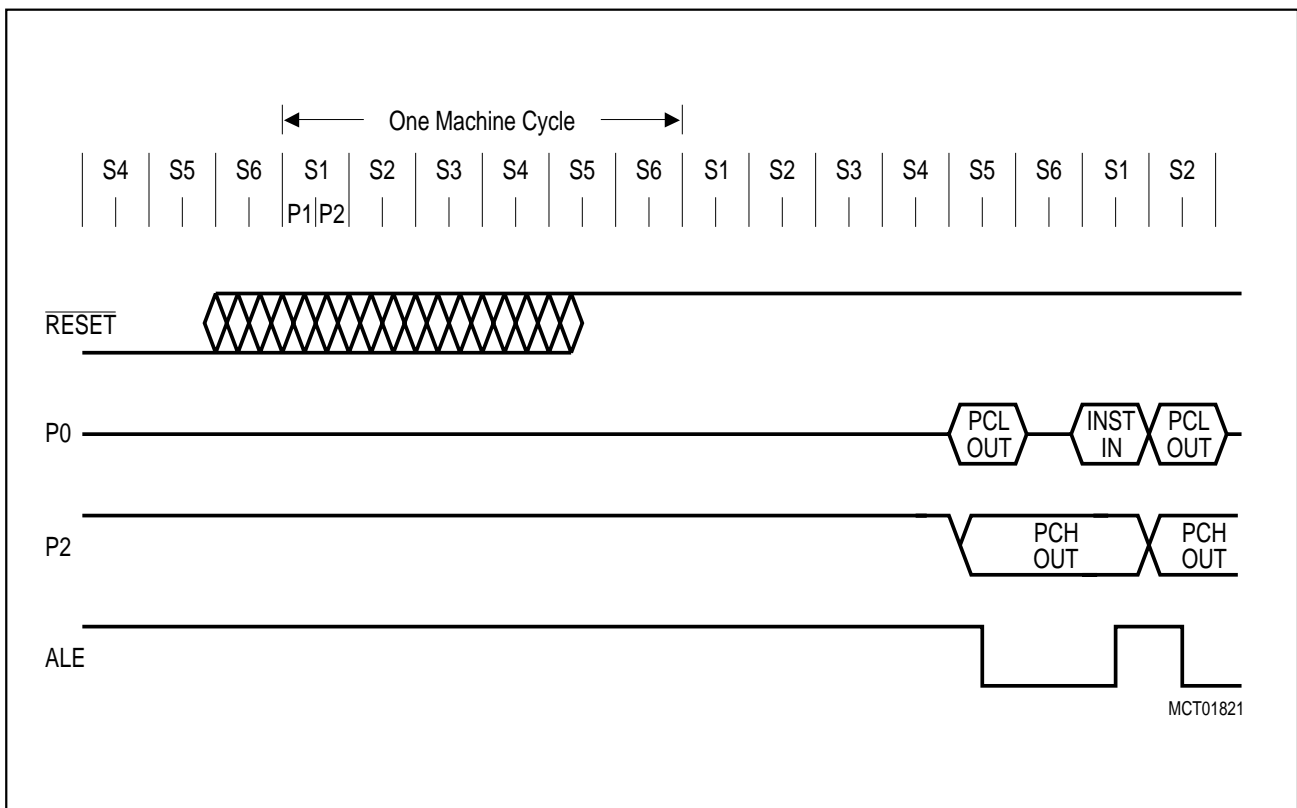 One Machine Cycle
S4 S5 S6 S1 S2 S3 S4 S5 S6 S1 S2 S3 S4 S5 S6 S1 S2
P1 P2
RESET
P0
PCL
OUT
INST
IN
PCL
OUT
P2
PCH
OUT
PCH
OUT
ALE
MCT01821